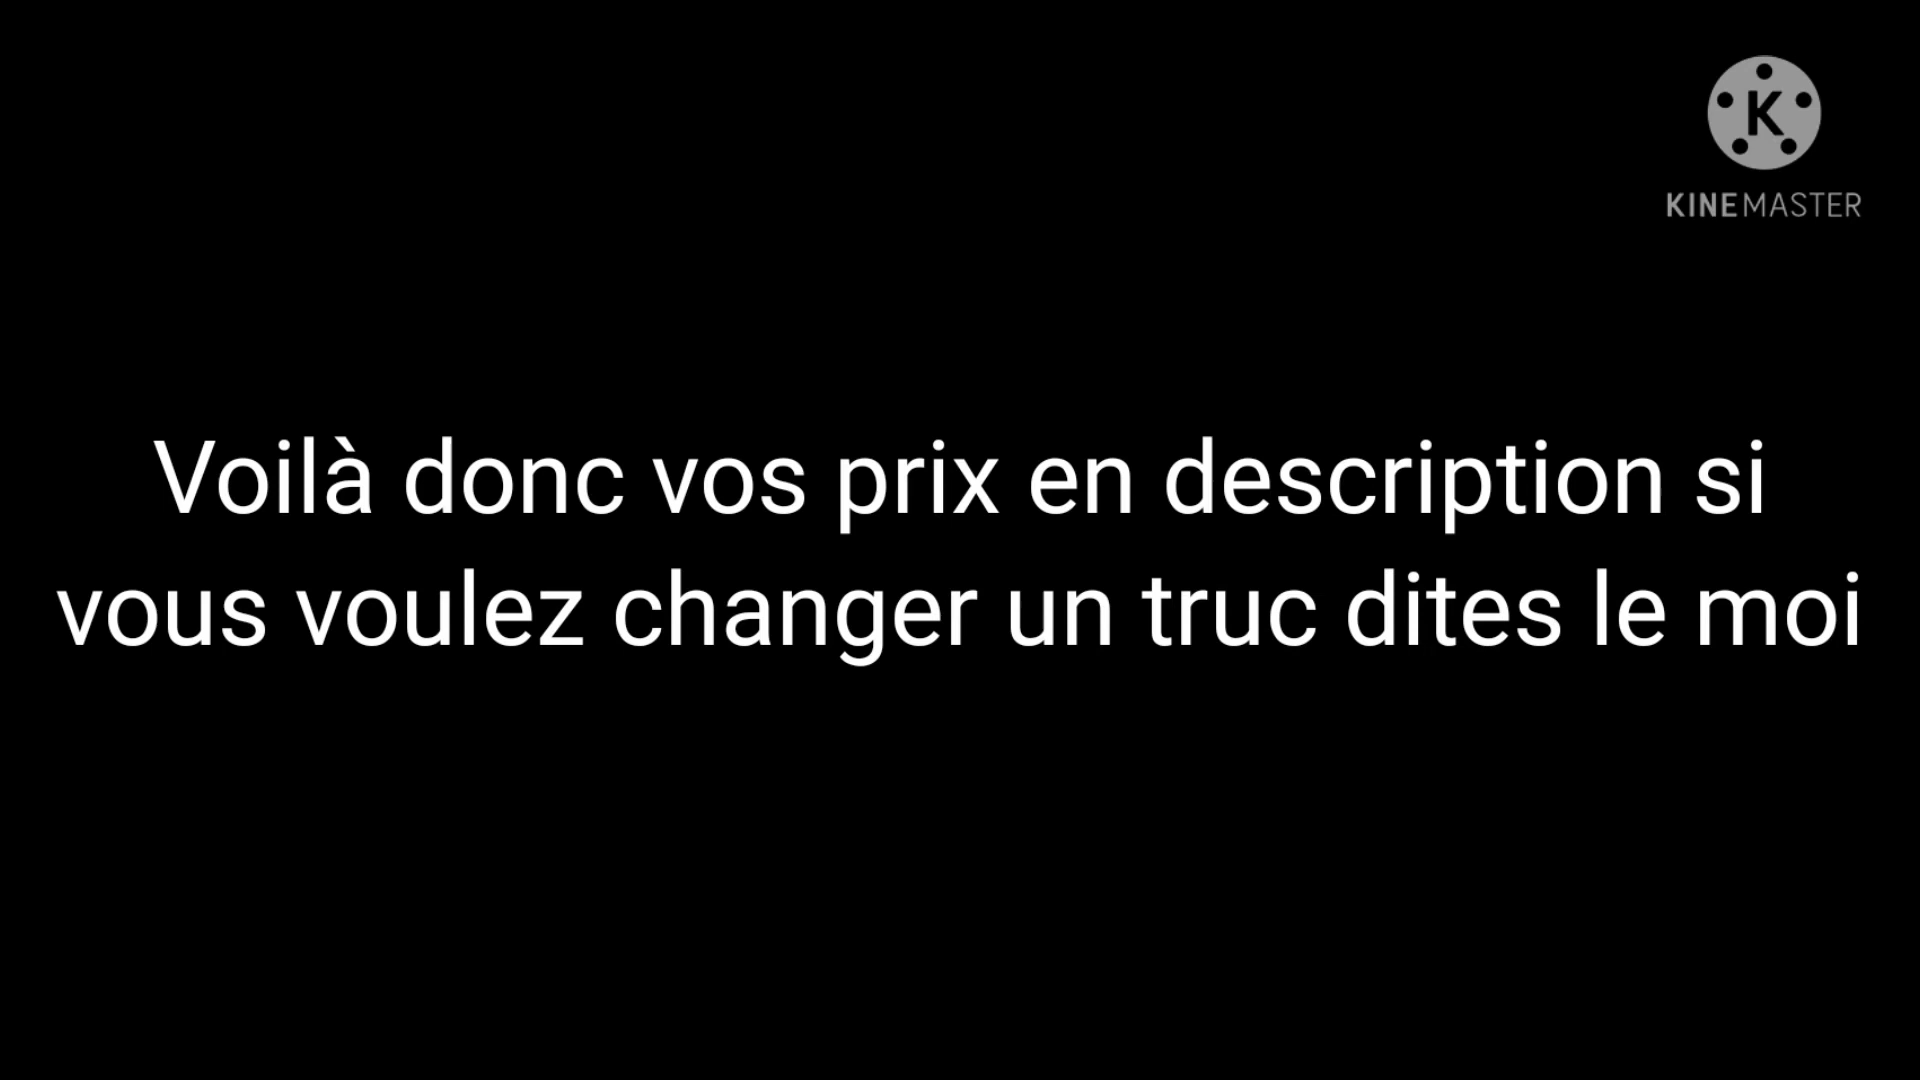 K
KINEMASTER
Voilà donc vos prix en description si
vous voulez changer un truc dites le moi